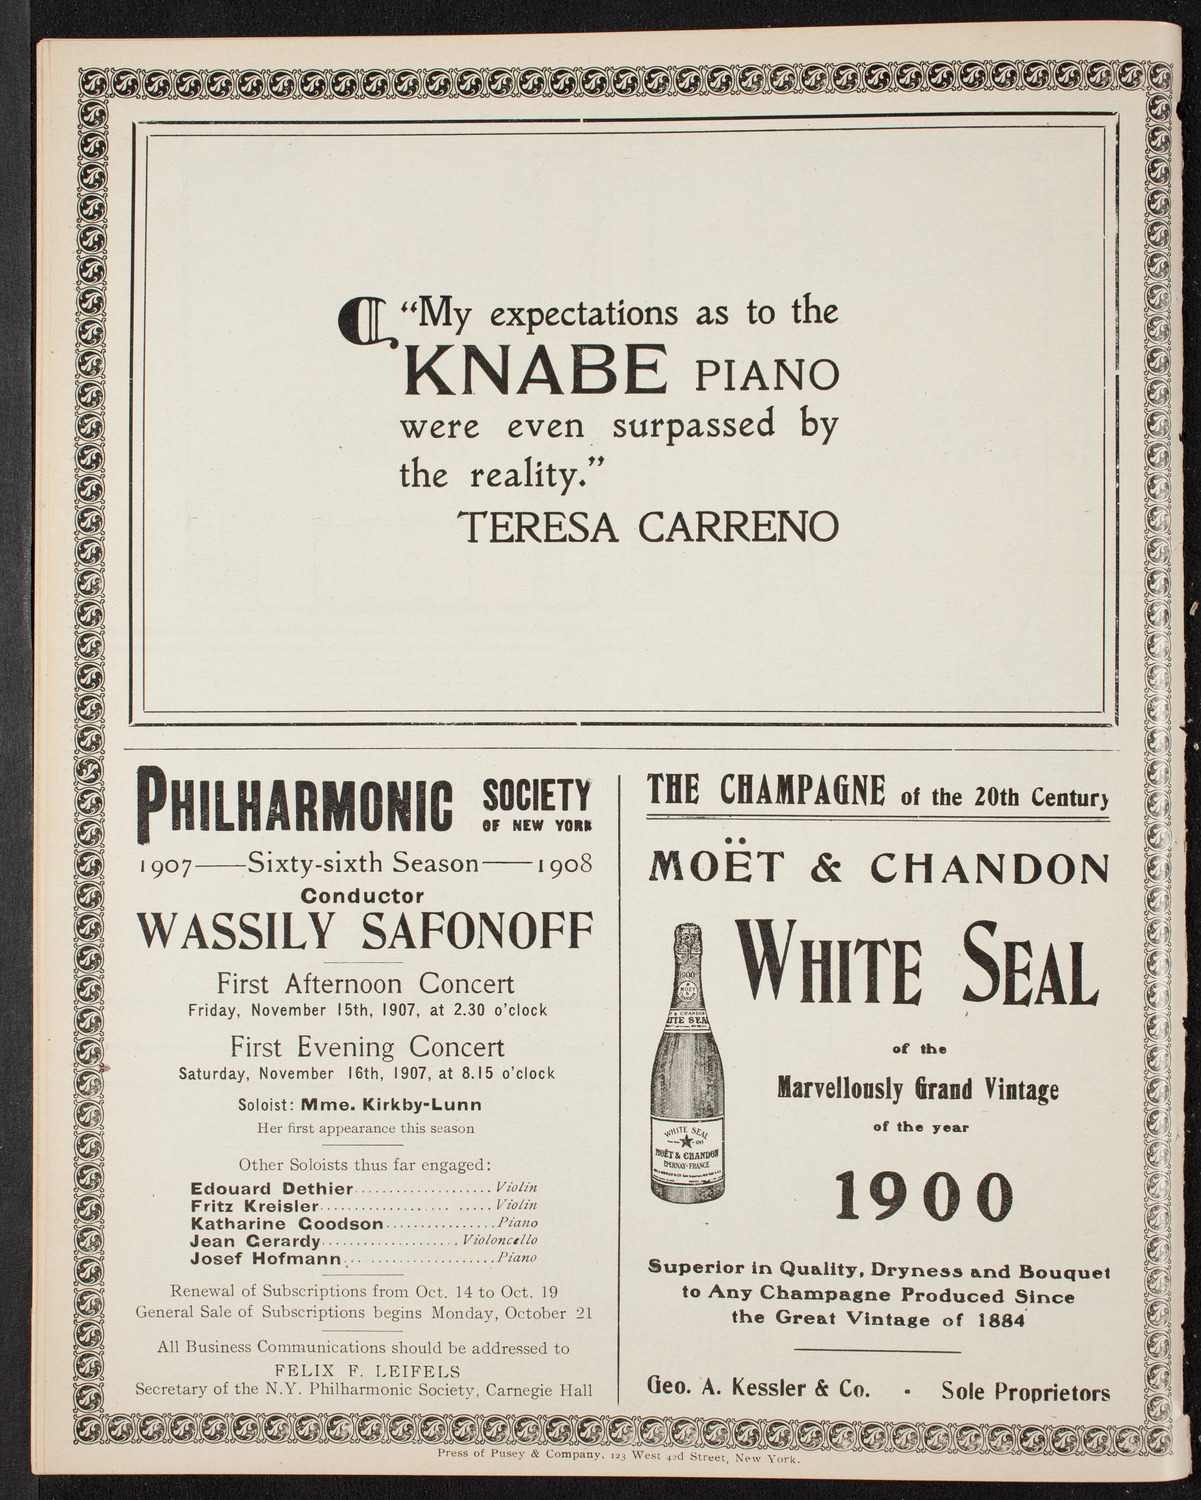 “My expectations as to the
KNABE PIANO
were even surpassed by
the reality.”
TERESA CARRENO
PHILHARMONIC SOCIETY OF NEW YORK
1907——Sixty-sixth Season——1908
Conductor
WASSILY SAFONOFF
First Afternoon Concert
Friday, November 15th, 1907, at 2.30 o'clock
First Evening Concert
Saturday, November 16th, 1907, at 8.15 o'clock
Soloist: Mme. Kirkby-Lunn
Her first appearance this season
Other Soloists thus far engaged:
Edouard Dethier.................... Violin
Fritz Kreisler.................... ..... Violin
Katharine Goodson................Piano
Jean Gerardy.................... Violoncello
Josef Hofmann.. ......................Piano
Renewal of Subscriptions from Oct. 14 to Oct. 19
General Sale of Subscriptions begins Monday, October 21
All Business Communications should be addressed to
FELIX F. LEIFELS
Secretary of the N.Y. Philharmonic Society, Carnegie Hall
THE CHAMPAGNE of the 20th Century
MOËT & CHANDON
WHITE SEAL
of the
Marvellously Grand Vintage
of the year
1900
1900
MOËT
& CHANDON
ITE SEA
WHITE SEAL
MOËT & CHANDON
EPERNAY-FRANCE
Superior in Quality, Dryness and Bouquet
to Any Champagne Produced Since
the Great Vintage of 1884
Geo. A. Kessler & Co. - Sole Proprietors
Press of Pusey & Company, 123 West 42d Street, New York.